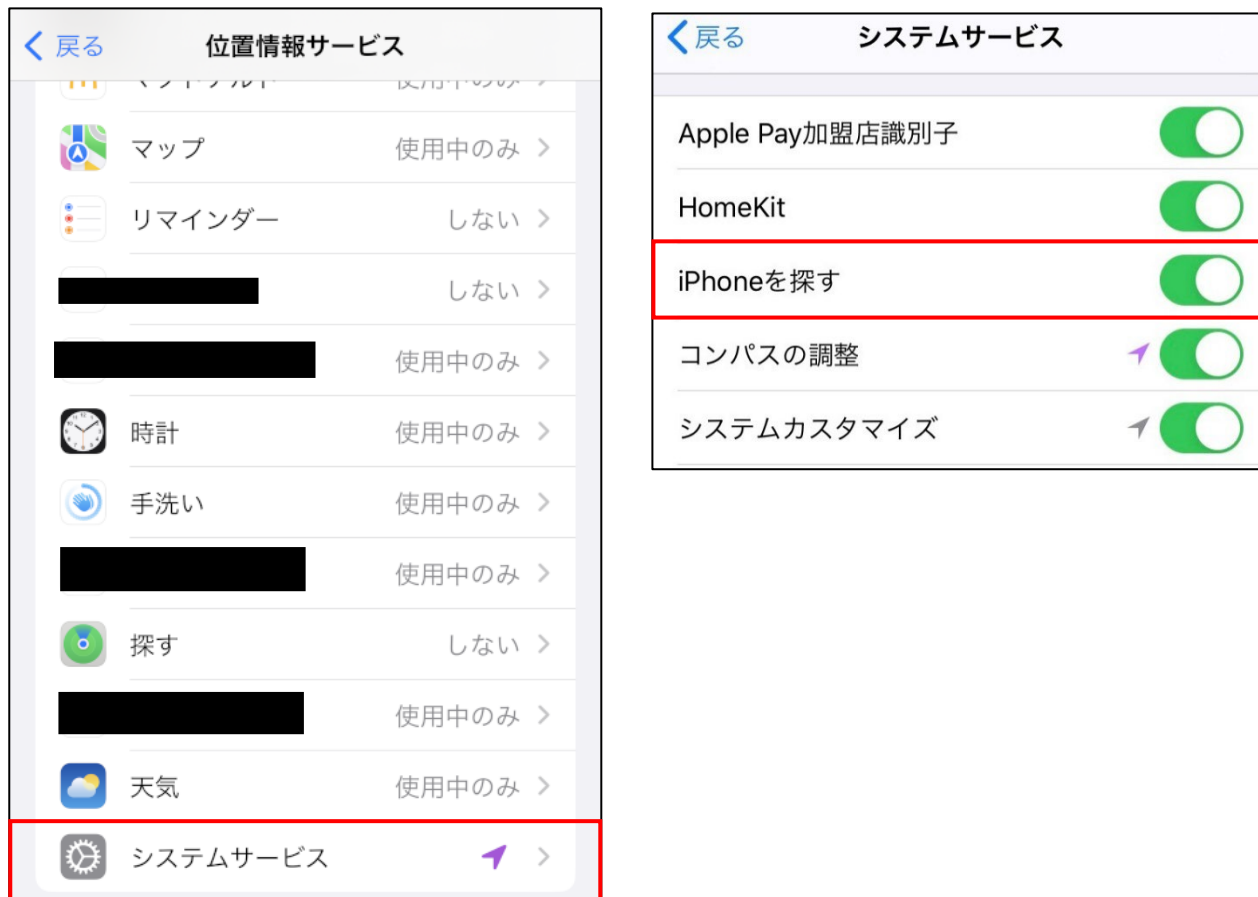 戻る
位置情報サービス
マップ
使用中のみ
リマインダー
しない
しない
使用中のみ
時計
使用中のみ
手洗い
使用中のみ
使用中のみ
探す
しない
使用中のみ
天気
使用中のみ
システムサービス
戻る
システムサービス
Apple Pay加盟店識別子
HomeKit
iPhoneを探す
コンパスの調整
システムカスタマイズ